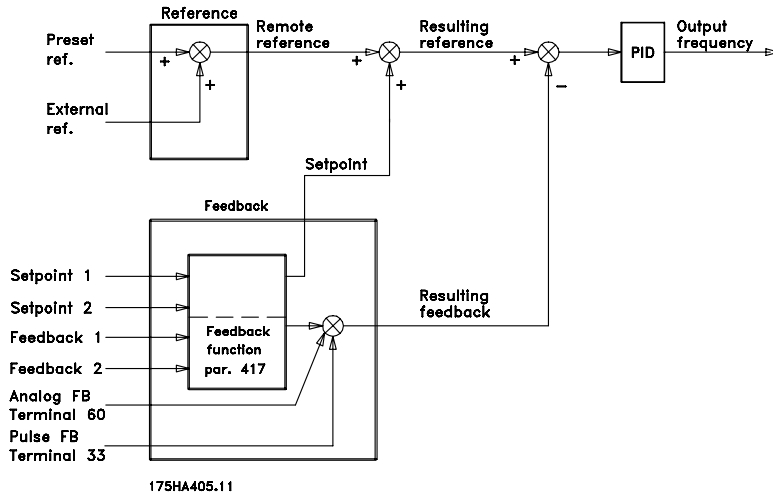 Reference
Preset
ref.
Remote
reference
Resulting
reference
PID
Output
frequency
+
+
+
+
+
-
External
ref.
Setpoint
Feedback
Setpoint 1
Setpoint 2
Feedback 1
Feedback 2
Feedback
function
par. 417
Resulting
feedback
Analog FB
Terminal 60
Pulse FB
Terminal 33
175HA405.11